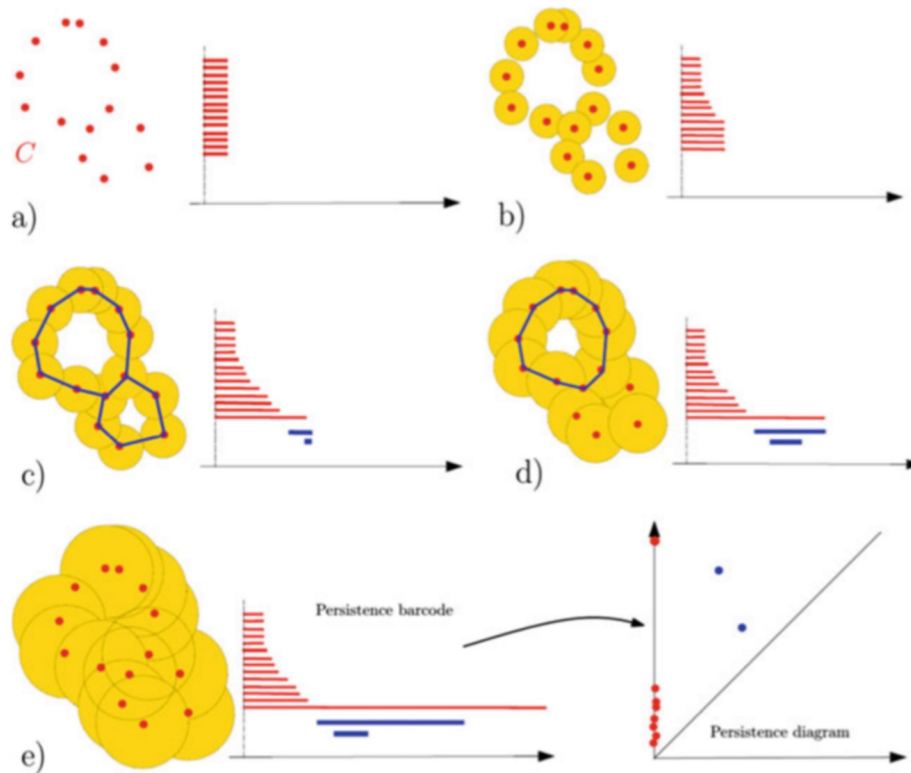 C
a)
b)
c)
d)
Persistence barcode
Persistence diagram
e)